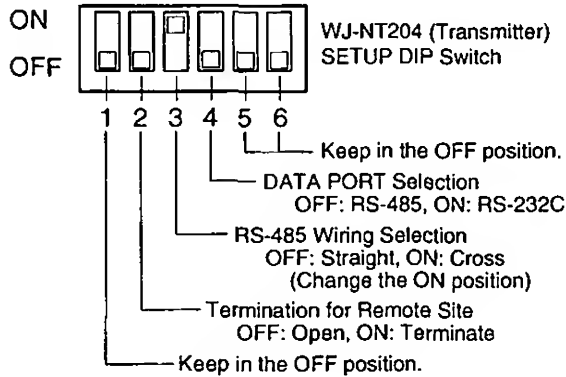 ON
OFF
WJ-NT204 (Transmitter)
SETUP DIP Switch
1 2 3 4 5 6
Keep in the OFF position.
DATA PORT Selection
OFF: RS-485, ON: RS-232C
RS-485 Wiring Selection
OFF: Straight, ON: Cross
(Change the ON position)
Termination for Remote Site
OFF: Open, ON: Terminate
Keep in the OFF position.